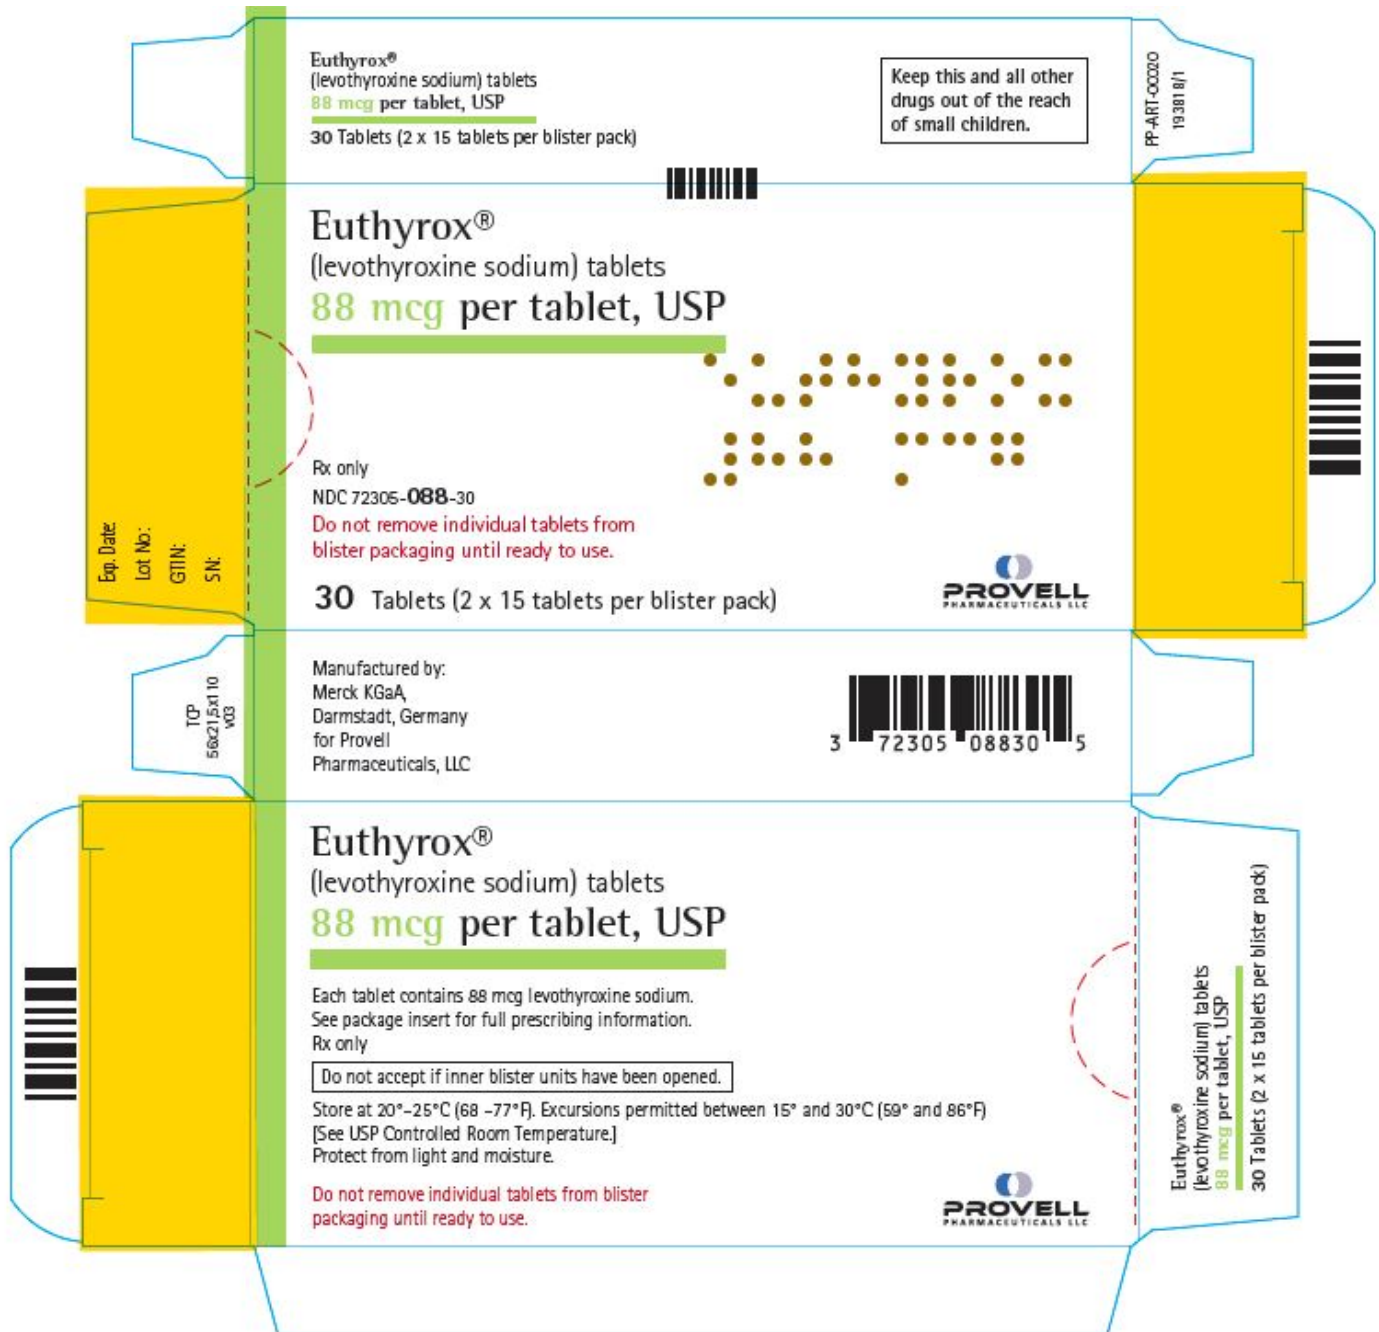 Euthyrox®
(levothyroxine sodium) tablets
88 mcg per tablet, USP
30 Tablets (2 x 15 tablets per blister pack)
Keep this and all other
drugs out of the reach
of small children.
PP-ART-00020
193818/1
Euthyrox®
(levothyroxine sodium) tablets
88 mcg per tablet, USP
Rx only
NDC 72305-088-30
Do not remove individual tablets from
blister packaging until ready to use.
30 Tablets (2 x 15 tablets per blister pack)
PROVELL
PHARMACEUTICALS LLC
Exp. Date:
Lot No:
GTIN:
SN:
TCP
56x21,5x110
v03
Manufactured by:
Merck KGaA,
Darmstadt, Germany
for Provell
Pharmaceuticals, LLC
3 72305 08830 5
Euthyrox®
(levothyroxine sodium) tablets
88 mcg per tablet, USP
Each tablet contains 88 mcg levothyroxine sodium.
See package insert for full prescribing information.
Rx only
Do not accept if inner blister units have been opened.
Store at 20°–25°C (68 –77°F). Excursions permitted between 15° and 30°C (59° and 86°F)
[See USP Controlled Room Temperature.]
Protect from light and moisture.
Do not remove individual tablets from blister
packaging until ready to use.
PROVELL
PHARMACEUTICALS LLC
Euthyrox®
(levothyroxine sodium) tablets
88 mcg per tablet, USP
30 Tablets (2 x 15 tablets per blister pack)